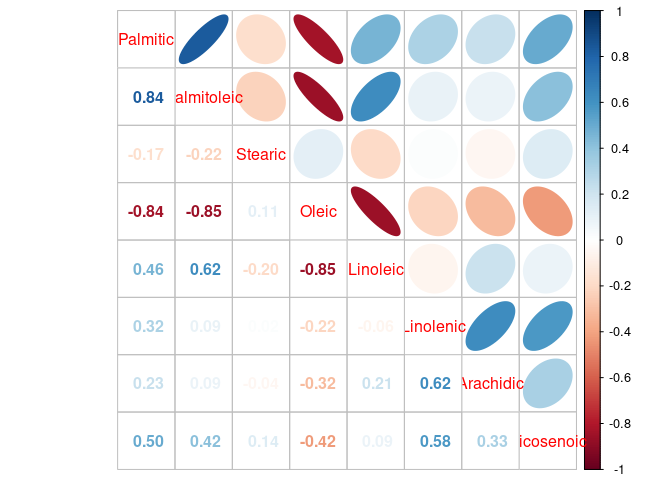 Palmitic
1
0.8
0.84 almitoleic
0.6
-0.17 -0.22 Stearic
0.4
0.2
-0.84 -0.85 0.11 Oleic
0
0.46 0.62 -0.20 -0.85 Linoleic
-0.2
0.32 0.09 0.02 -0.22 -0.06 Linolenic
-0.4
0.23 0.09 -0.04 -0.32 0.21 0.62 Arachidic
-0.6
-0.8
0.50 0.42 0.14 -0.42 0.09 0.58 0.33 icosenoic
-1